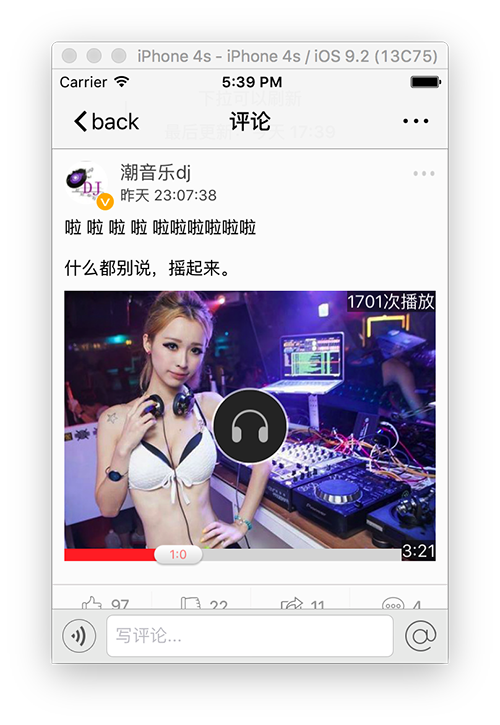 iPhone 4s - iPhone 4s / iOS 9.2 (13C75)
Carrier 5:39 PM
下拉可以刷新
back 评论
最后更新：今天 17:39
DJ
潮音乐dj
V
昨天 23:07:38
啦 啦 啦 啦 啦啦啦啦啦啦
什么都别说，摇起来。
1701次播放
1:0
3:21
97 22 11 4
写评论...
@